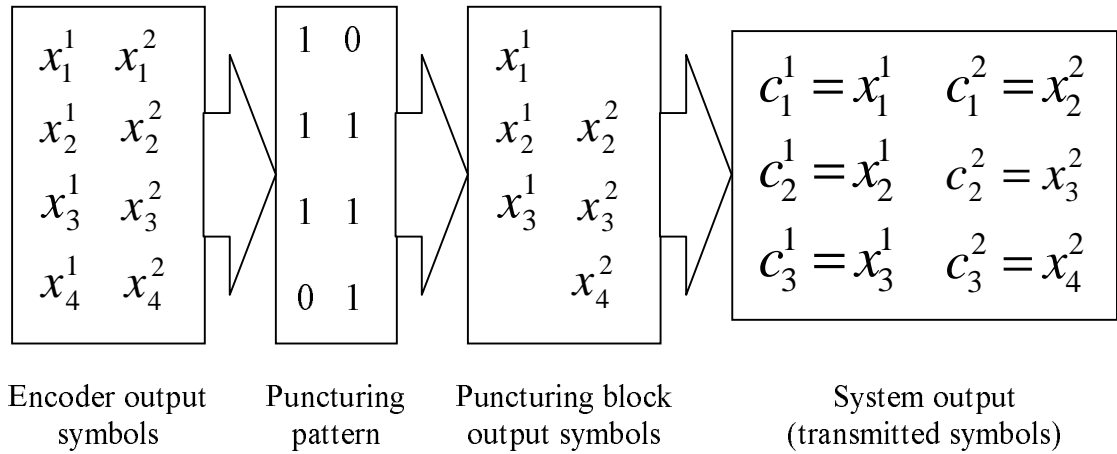 x_1^1 x_1^2
x_2^1 x_2^2
x_3^1 x_3^2
x_4^1 x_4^2
Encoder output
symbols
1 0
1 1
1 1
0 1
Puncturing
pattern
x_1^1
x_2^1 x_2^2
x_3^1 x_3^2
x_4^2
Puncturing block
output symbols
c_1^1 = x_1^1 c_1^2 = x_2^2
c_2^1 = x_2^1 c_2^2 = x_3^2
c_3^1 = x_3^1 c_3^2 = x_4^2
System output
(transmitted symbols)